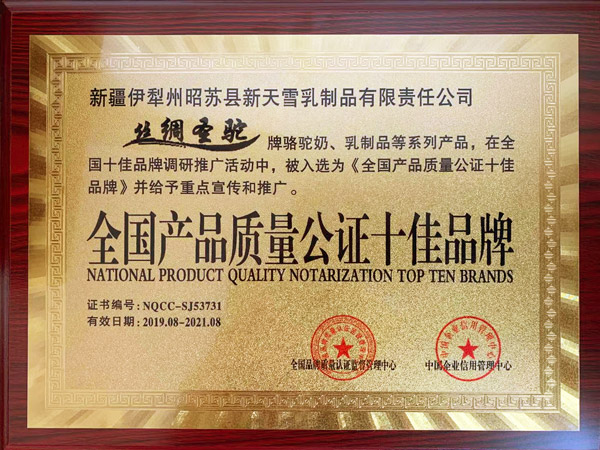 新疆伊犁州昭苏县新天雪乳制品有限责任公司
丝绸圣驼 牌骆驼奶、乳制品等系列产品，在全
国十佳品牌调研推广活动中，被入选为《全国产品质量公证十佳
品牌》并给予重点宣传和推广。
全国产品质量公证十佳品牌
NATIONAL PRODUCT QUALITY NOTARIZATION TOP TEN BRANDS
证书编号：NQCC-SJ53731
有效日期：2019.08-2021.08
全国品牌质量认证监督管理中心
中国企业信用管理中心